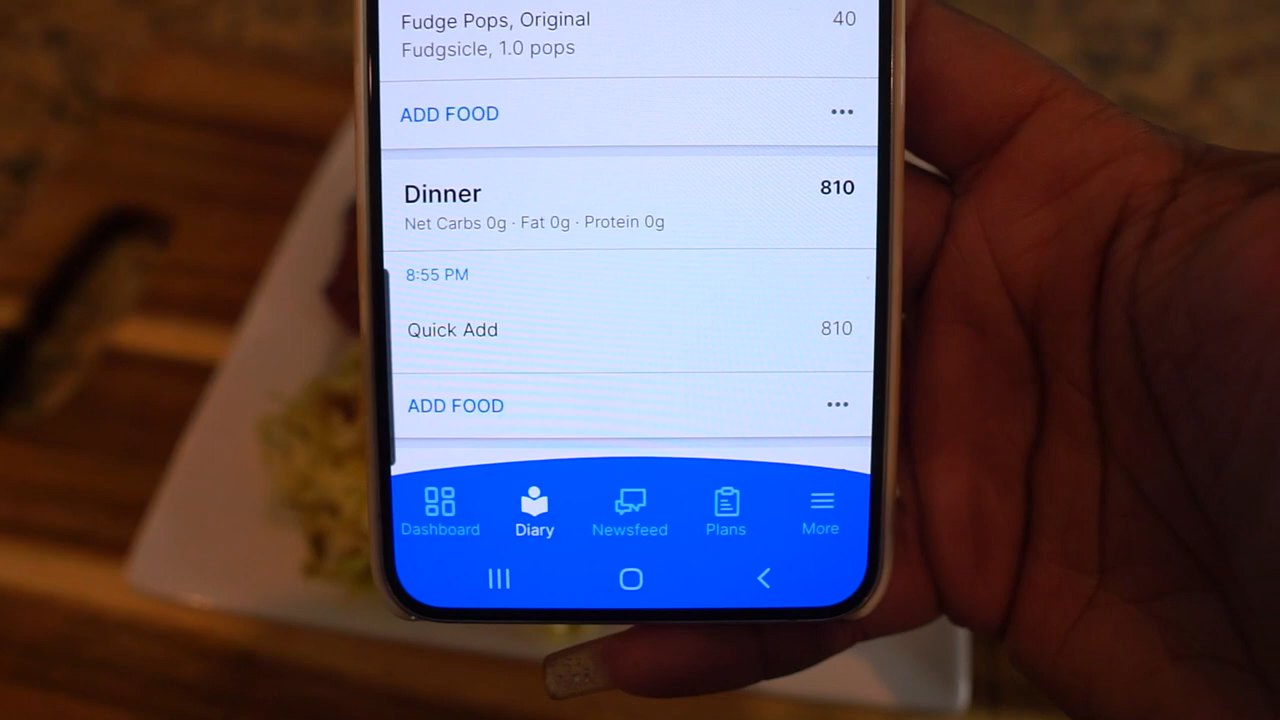 Fudge Pops, Original 40
Fudgsicle, 1.0 pops
ADD FOOD
Dinner 810
Net Carbs 0g · Fat 0g · Protein 0g
8:55 PM
Quick Add 810
ADD FOOD
Dashboard Diary Newsfeed Plans More